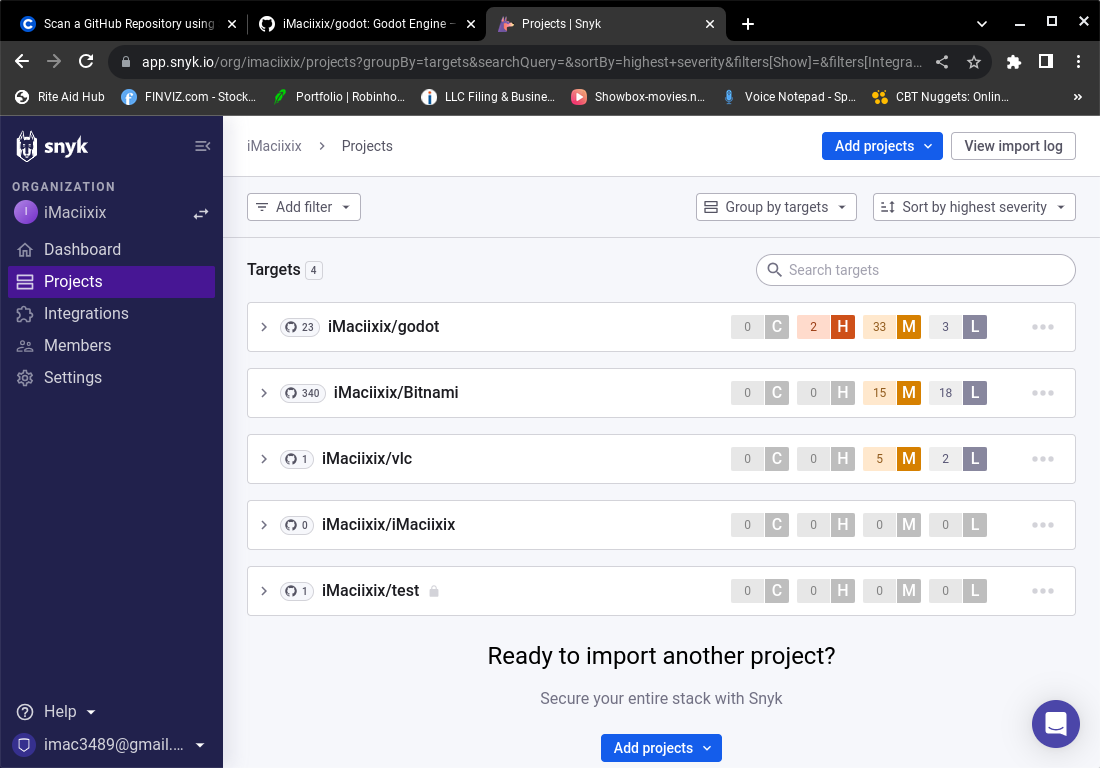 Scan a GitHub Repository using
iMaciixix/godot: Godot Engine –
Projects | Snyk
app.snyk.io/org/imaciixix/projects?groupBy=targets&searchQuery=&sortBy=highest+severity&filters[Show]=&filters[Integra...
Rite Aid Hub
FINVIZ.com - Stock...
Portfolio | Robinho...
LLC Filing & Busine...
Showbox-movies.n...
Voice Notepad - Sp...
CBT Nuggets: Onlin...
»
snyk
ORGANIZATION
I iMaciixix
Dashboard
Projects
Integrations
Members
Settings
Help
imac3489@gmail....
iMaciixix > Projects
Add projects
View import log
Add filter
Group by targets
Sort by highest severity
Targets 4
Search targets
23 iMaciixix/godot 0 C 2 H 33 M 3 L
340 iMaciixix/Bitnami 0 C 0 H 15 M 18 L
1 iMaciixix/vlc 0 C 0 H 5 M 2 L
0 iMaciixix/iMaciixix 0 C 0 H 0 M 0 L
1 iMaciixix/test 0 C 0 H 0 M 0 L
Ready to import another project?
Secure your entire stack with Snyk
Add projects